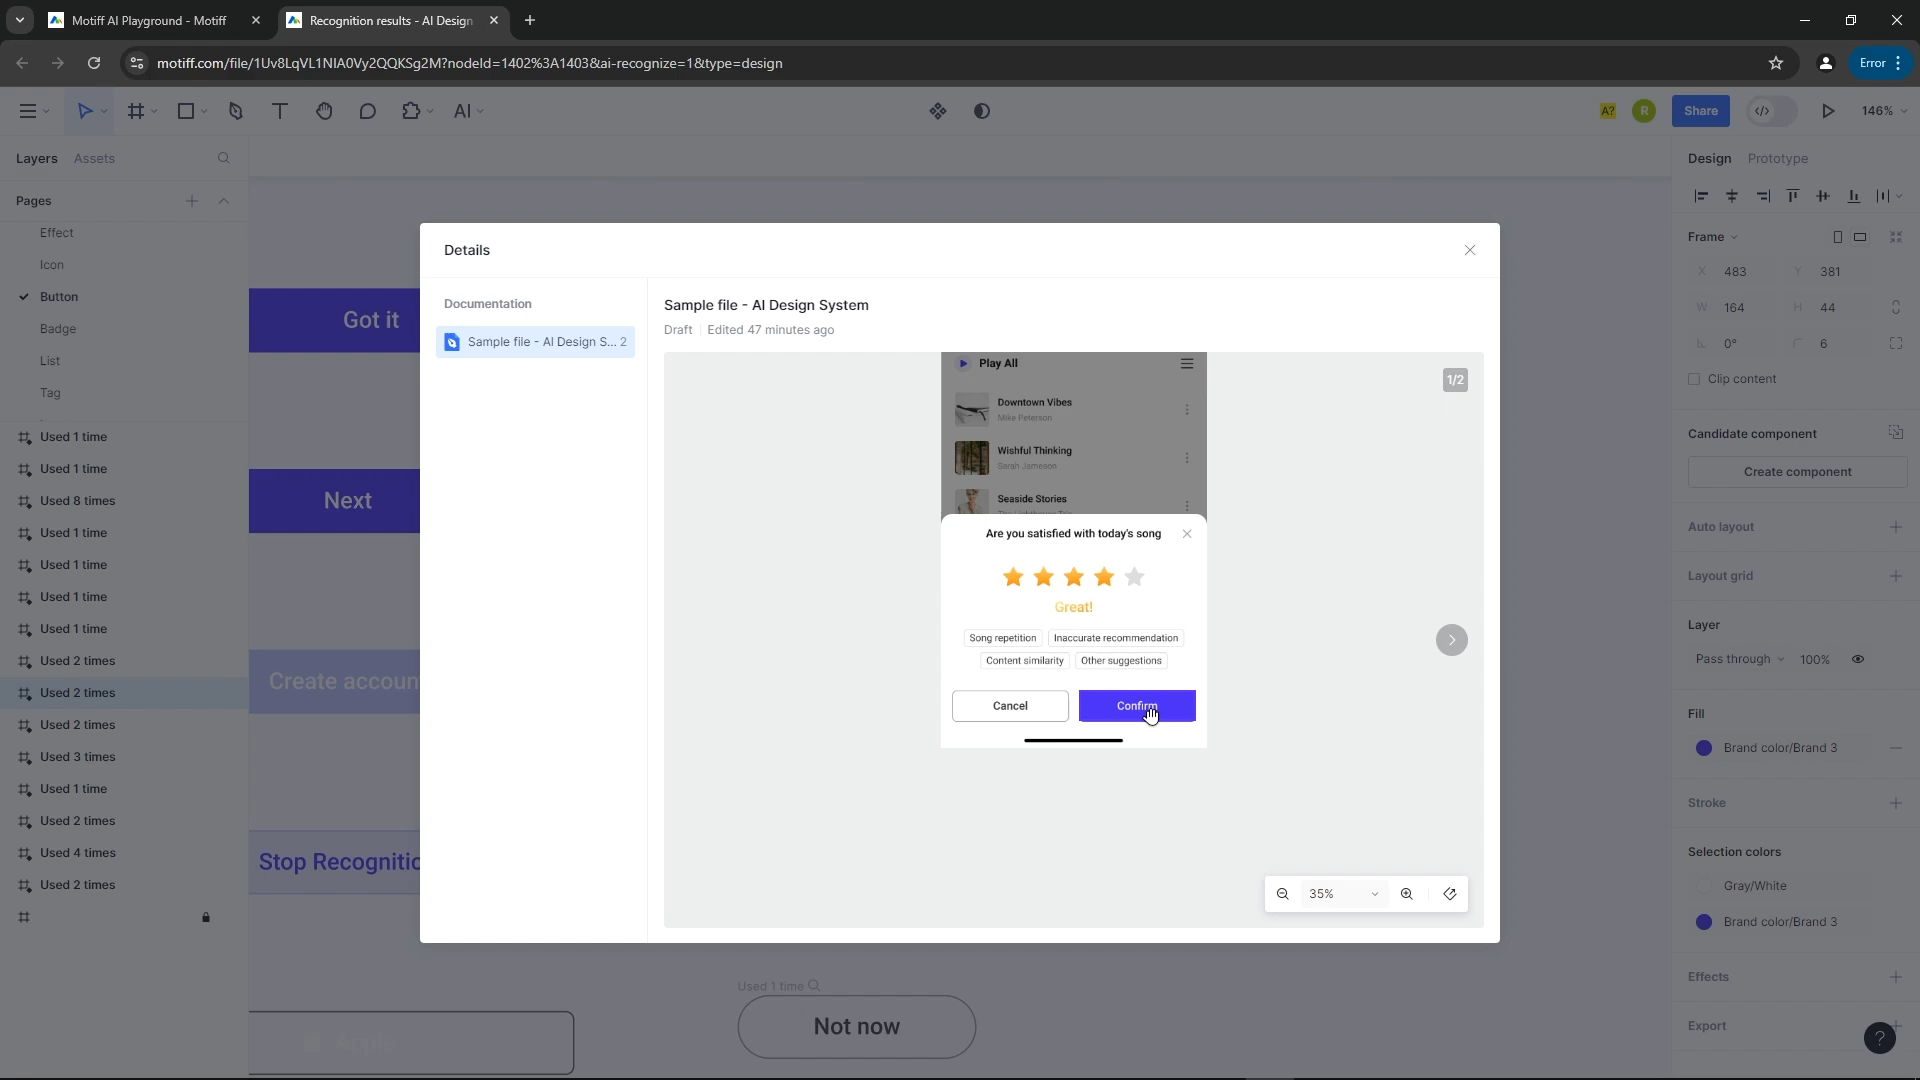 Motiff AI Playground - Motiff
Recognition results - AI Design
motiff.com/file/1Uv8LqVL1NIA0Vy2QQKSg2M?nodeId=1402%3A1403&ai-recognize=1&type=design
Error
AI
A?
R
Share
146%
Layers
Assets
Design
Prototype
Pages
Effect
Icon
Button
Badge
List
Tag
Used 1 time
Used 1 time
Used 8 times
Used 1 time
Used 1 time
Used 1 time
Used 1 time
Used 2 times
Used 2 times
Used 2 times
Used 3 times
Used 1 time
Used 2 times
Used 4 times
Used 2 times
Got it
Next
Create accoun
Stop Recognitio
Apple
Used 1 time
Not now
Details
Documentation
Sample file - AI Design S... 2
Sample file - AI Design System
Draft
Edited 47 minutes ago
1/2
Play All
Downtown Vibes
Mike Peterson
Wishful Thinking
Sarah Jameson
Seaside Stories
Are you satisfied with today's song
Great!
Song repetition
Inaccurate recommendation
Content similarity
Other suggestions
Cancel
Confirm
35%
Frame
X 483
Y 381
W 164
H 44
0°
6
Clip content
Candidate component
Create component
Auto layout
Layout grid
Layer
Pass through
100%
Fill
Brand color/Brand 3
Stroke
Selection colors
Gray/White
Brand color/Brand 3
Effects
Export
?